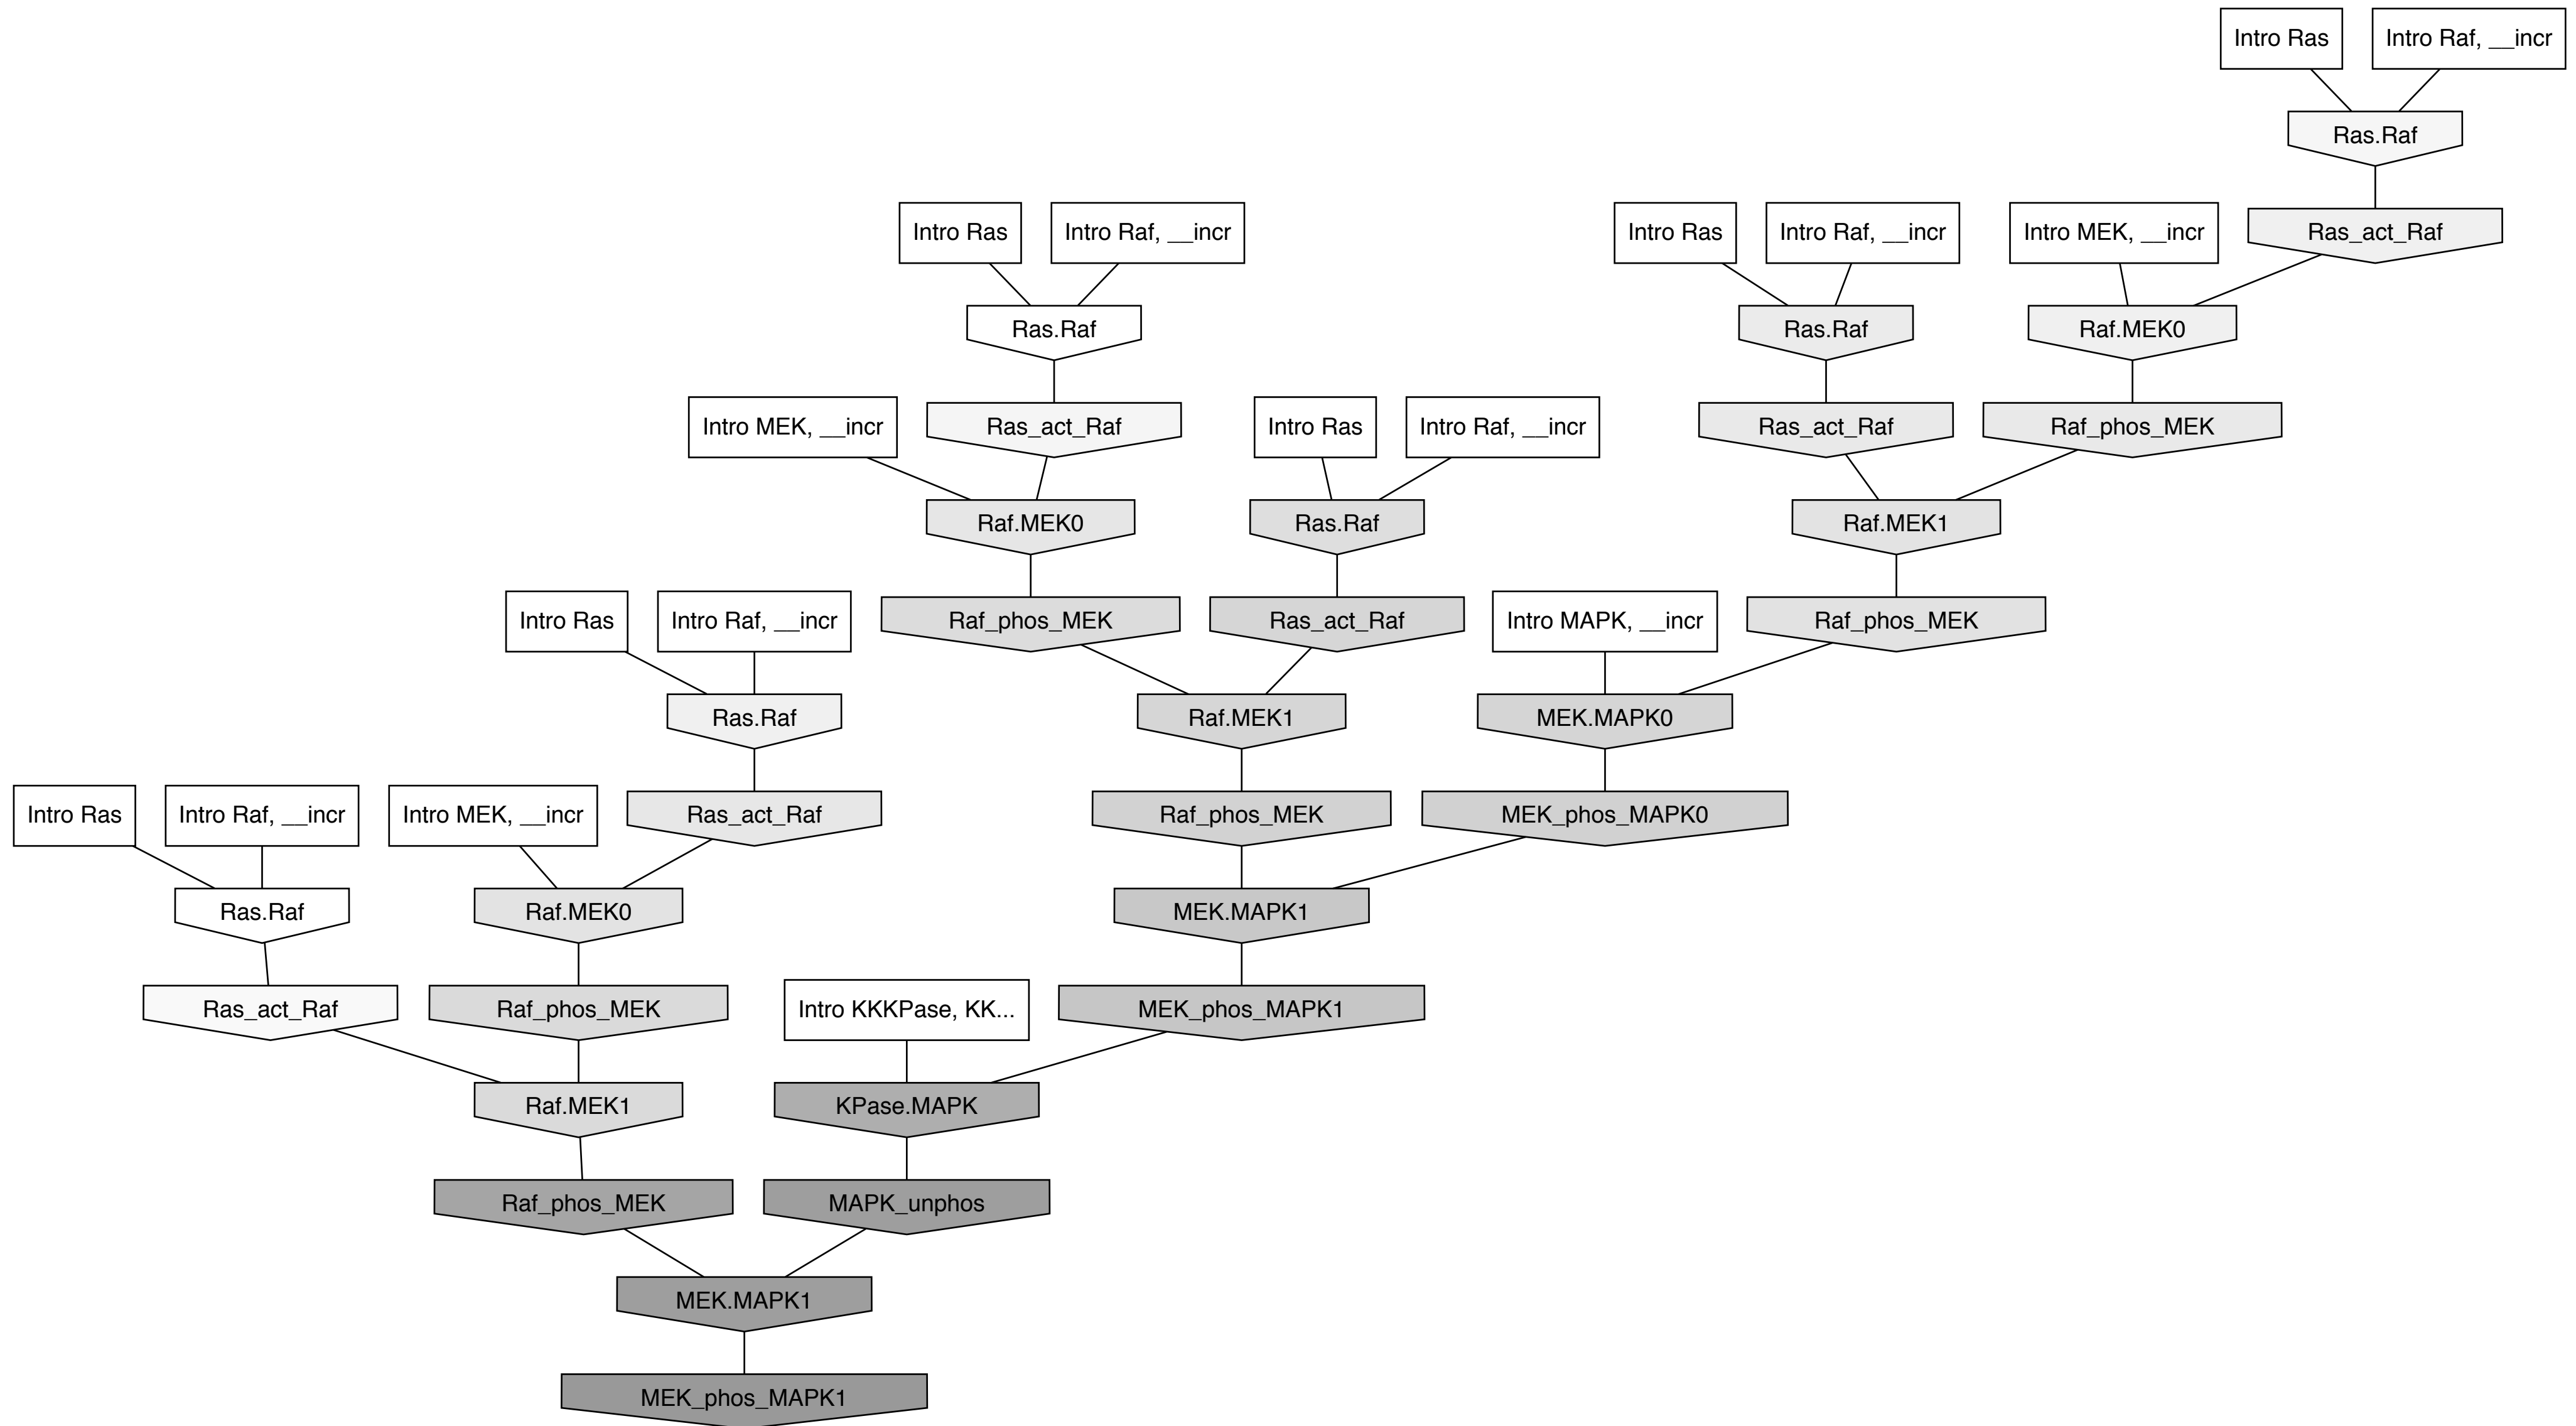 Intro Ras
Intro Raf, __incr
Ras.Raf
Intro Ras
Intro Raf, __incr
Intro Ras
Intro Raf, __incr
Intro MEK, __incr
Ras_act_Raf
Ras.Raf
Ras.Raf
Raf.MEK0
Intro MEK, __incr
Ras_act_Raf
Intro Ras
Intro Raf, __incr
Ras_act_Raf
Raf_phos_MEK
Raf.MEK0
Ras.Raf
Raf.MEK1
Intro Ras
Intro Raf, __incr
Raf_phos_MEK
Ras_act_Raf
Intro MAPK, __incr
Raf_phos_MEK
Ras.Raf
Raf.MEK1
MEK.MAPK0
Intro Ras
Intro Raf, __incr
Intro MEK, __incr
Ras_act_Raf
Raf_phos_MEK
MEK_phos_MAPK0
Ras.Raf
Raf.MEK0
MEK.MAPK1
Ras_act_Raf
Raf_phos_MEK
Intro KKKPase, KK...
MEK_phos_MAPK1
Raf.MEK1
KPase.MAPK
Raf_phos_MEK
MAPK_unphos
MEK.MAPK1
MEK_phos_MAPK1